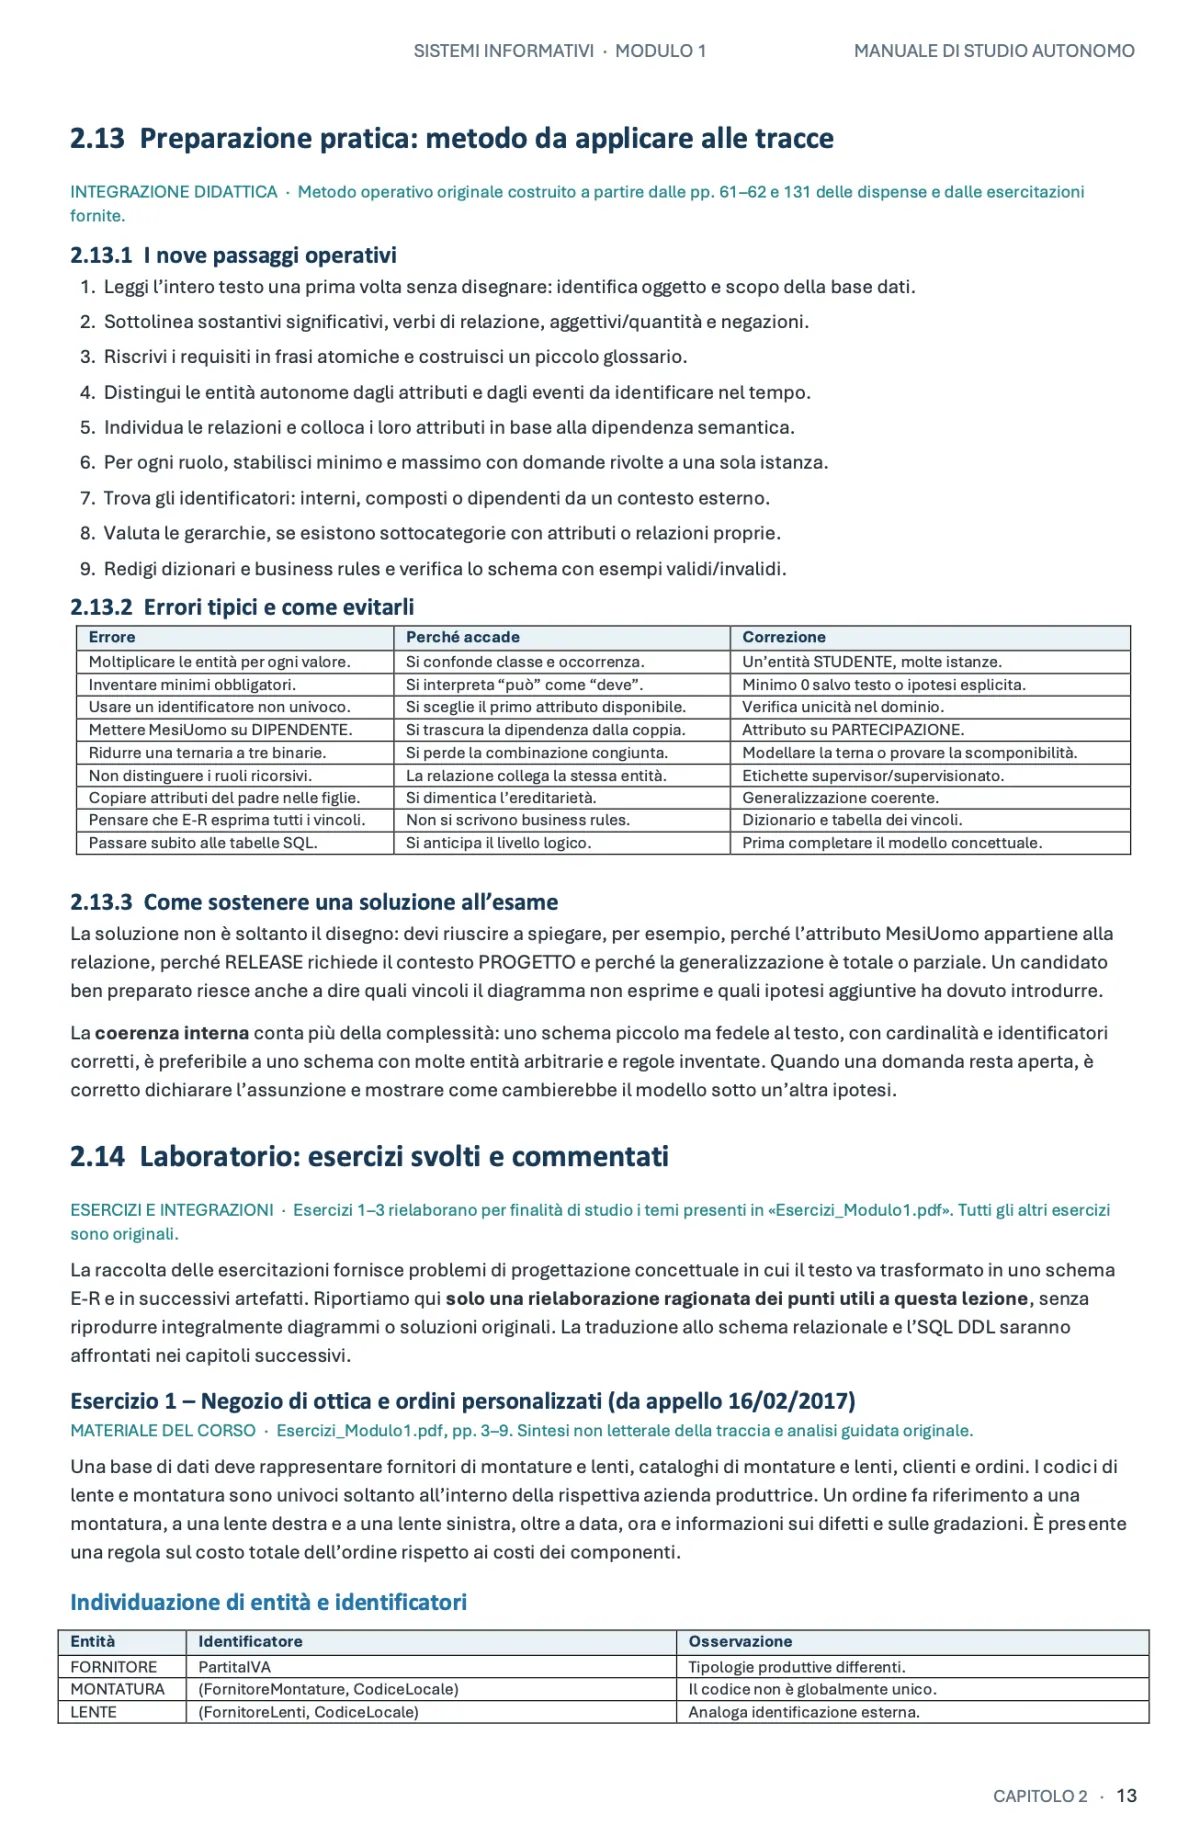 SISTEMI INFORMATIVI · MODULO 1 MANUALE DI STUDIO AUTONOMO
2.13 Preparazione pratica: metodo da applicare alle tracce
INTEGRAZIONE DIDATTICA · Metodo operativo originale costruito a partire dalle pp. 61–62 e 131 delle dispense e dalle esercitazioni
fornite.
2.13.1 I nove passaggi operativi
1. Leggi l’intero testo una prima volta senza disegnare: identifica oggetto e scopo della base dati.
2. Sottolinea sostantivi significativi, verbi di relazione, aggettivi/quantità e negazioni.
3. Riscrivi i requisiti in frasi atomiche e costruisci un piccolo glossario.
4. Distingui le entità autonome dagli attributi e dagli eventi da identificare nel tempo.
5. Individua le relazioni e colloca i loro attributi in base alla dipendenza semantica.
6. Per ogni ruolo, stabilisci minimo e massimo con domande rivolte a una sola istanza.
7. Trova gli identificatori: interni, composti o dipendenti da un contesto esterno.
8. Valuta le gerarchie, se esistono sottocategorie con attributi o relazioni proprie.
9. Redigi dizionari e business rules e verifica lo schema con esempi validi/invalidi.
2.13.2 Errori tipici e come evitarli
Errore Perché accade Correzione
Moltiplicare le entità per ogni valore. Si confonde classe e occorrenza. Un’entità STUDENTE, molte istanze.
Inventare minimi obbligatori. Si interpreta “può” come “deve”. Minimo 0 salvo testo o ipotesi esplicita.
Usare un identificatore non univoco. Si sceglie il primo attributo disponibile. Verifica unicità nel dominio.
Mettere MesiUomo su DIPENDENTE. Si trascura la dipendenza dalla coppia. Attributo su PARTECIPAZIONE.
Ridurre una ternaria a tre binarie. Si perde la combinazione congiunta. Modellare la terna o provare la scomponibilità.
Non distinguere i ruoli ricorsivi. La relazione collega la stessa entità. Etichette supervisor/supervisionato.
Copiare attributi del padre nelle figlie. Si dimentica l’ereditarietà. Generalizzazione coerente.
Pensare che E-R esprima tutti i vincoli. Non si scrivono business rules. Dizionario e tabella dei vincoli.
Passare subito alle tabelle SQL. Si anticipa il livello logico. Prima completare il modello concettuale.
2.13.3 Come sostenere una soluzione all’esame
La soluzione non è soltanto il disegno: devi riuscire a spiegare, per esempio, perché l’attributo MesiUomo appartiene alla
relazione, perché RELEASE richiede il contesto PROGETTO e perché la generalizzazione è totale o parziale. Un candidato
ben preparato riesce anche a dire quali vincoli il diagramma non esprime e quali ipotesi aggiuntive ha dovuto introdurre.
La coerenza interna conta più della complessità: uno schema piccolo ma fedele al testo, con cardinalità e identificatori
corretti, è preferibile a uno schema con molte entità arbitrarie e regole inventate. Quando una domanda resta aperta, è
corretto dichiarare l’assunzione e mostrare come cambierebbe il modello sotto un’altra ipotesi.
2.14 Laboratorio: esercizi svolti e commentati
ESERCIZI E INTEGRAZIONI · Esercizi 1–3 rielaborano per finalità di studio i temi presenti in «Esercizi_Modulo1.pdf». Tutti gli altri esercizi
sono originali.
La raccolta delle esercitazioni fornisce problemi di progettazione concettuale in cui il testo va trasformato in uno schema
E-R e in successivi artefatti. Riportiamo qui solo una rielaborazione ragionata dei punti utili a questa lezione, senza
riprodurre integralmente diagrammi o soluzioni originali. La traduzione allo schema relazionale e l’SQL DDL saranno
affrontati nei capitoli successivi.
Esercizio 1 – Negozio di ottica e ordini personalizzati (da appello 16/02/2017)
MATERIALE DEL CORSO · Esercizi_Modulo1.pdf, pp. 3–9. Sintesi non letterale della traccia e analisi guidata originale.
Una base di dati deve rappresentare fornitori di montature e lenti, cataloghi di montature e lenti, clienti e ordini. I codici di
lente e montatura sono univoci soltanto all’interno della rispettiva azienda produttrice. Un ordine fa riferimento a una
montatura, a una lente destra e a una lente sinistra, oltre a data, ora e informazioni sui difetti e sulle gradazioni. È presente
una regola sul costo totale dell’ordine rispetto ai costi dei componenti.
Individuazione di entità e identificatori
Entità Identificatore Osservazione
FORNITORE PartitaIVA Tipologie produttive differenti.
MONTATURA (FornitoreMontature, CodiceLocale) Il codice non è globalmente unico.
LENTE (FornitoreLenti, CodiceLocale) Analoga identificazione esterna.
CAPITOLO 2 · 13